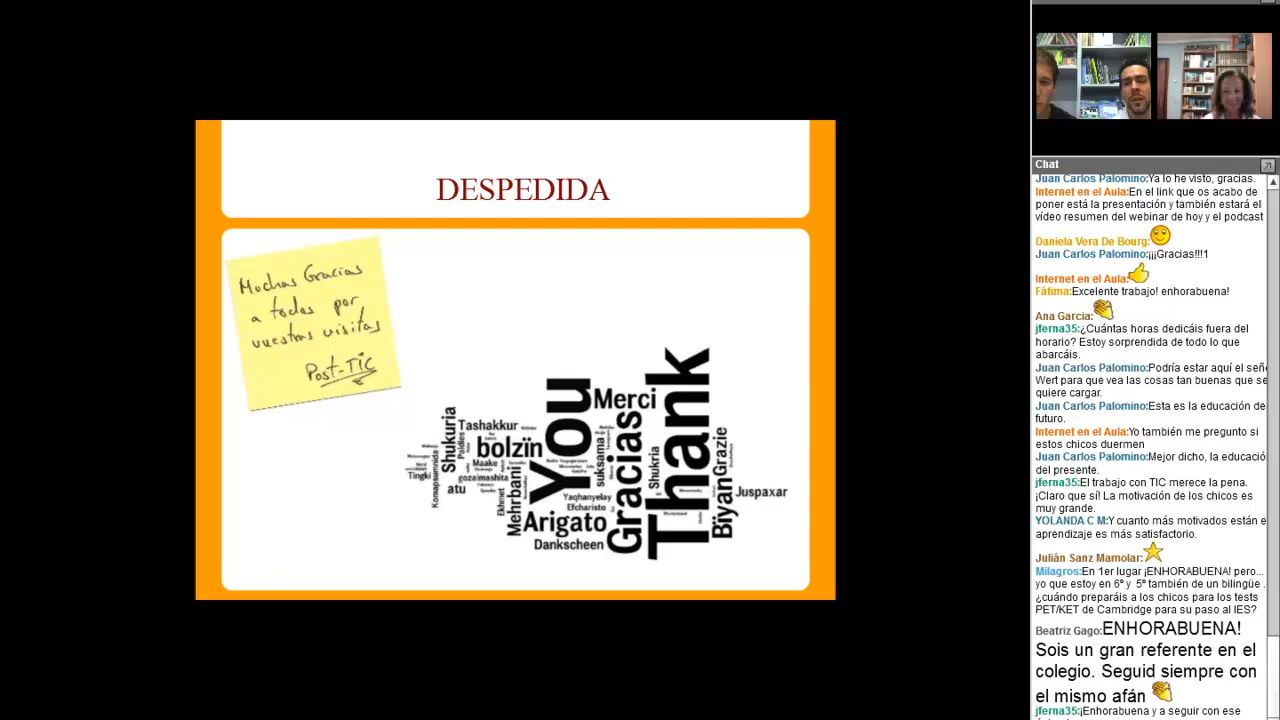 DESPEDIDA
Muchas Gracias
a todos por
vuestras visitas
Post-TIC
Thank
You
Gracias
Merci
Tashakkur
Shukuria
Paldies
bolzïn
Maake
gozaimashita
Tingki
Komapsumnida
atu
Ekhmet
Mehrbani
suksama
Shukria
Yaqhanyelay
Efcharisto
Arigato
Dankscheen
Grazie
Biyan
Juspaxar
Chat
Juan Carlos Palomino:Ya lo he visto, gracias.
Internet en el Aula:En el link que os acabo de
poner está la presentación y también estará el
vídeo resumen del webinar de hoy y el podcast
Daniela Vera De Bourg:
Juan Carlos Palomino:¡¡¡Gracias!!!1
Internet en el Aula:
Fátima:Excelente trabajo! enhorabuena!
Ana Garcia:
jferna35:¿Cuántas horas dedicáis fuera del
horario? Estoy sorprendida de todo lo que
abarcáis.
Juan Carlos Palomino:Podría estar aquí el seño
Wert para que vea las cosas tan buenas que se
quiere cargar.
Juan Carlos Palomino:Esta es la educación de
futuro.
Internet en el Aula:Yo también me pregunto si
estos chicos duermen
Juan Carlos Palomino:Mejor dicho, la educació
del presente.
jferna35:El trabajo con TIC merece la pena.
¡Claro que sí! La motivación de los chicos es
muy grande.
YOLANDA C M:Y cuanto más motivados están e
aprendizaje es más satisfactorio.
Julián Sanz Mamolar:
Milagros:En 1er lugar ¡ENHORABUENA! pero...
yo que estoy en 6º y 5º también de un bilingüe .
¿cuándo preparáis a los chicos para los tests
PET/KET de Cambridge para su paso al IES?
Beatriz Gago:ENHORABUENA!
Sois un gran referente en el
colegio. Seguid siempre con
el mismo afán
jferna35:¡Enhorabuena y a seguir con ese